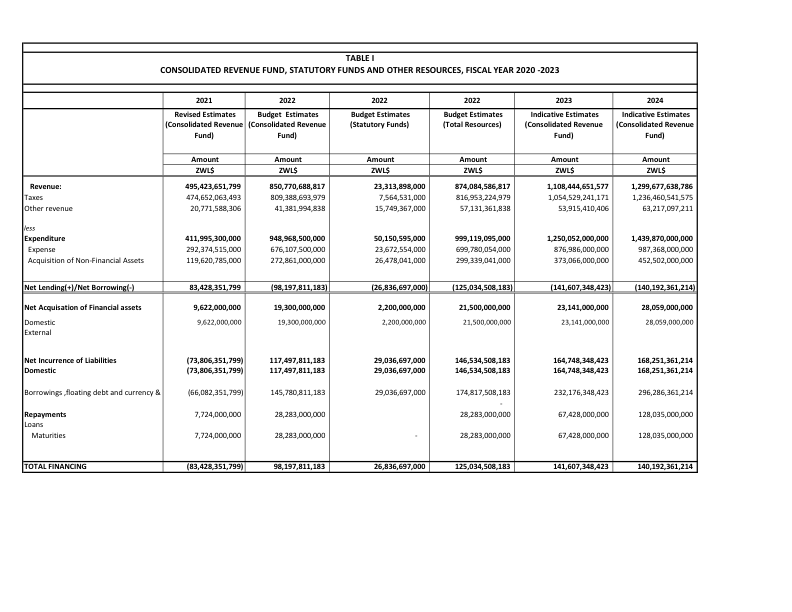 TABLE I
CONSOLIDATED REVENUE FUND, STATUTORY FUNDS AND OTHER RESOURCES, FISCAL YEAR 2020 -2023
2021 2022 2022 2022 2023 2024
Revised Estimates Budget Estimates Budget Estimates Budget Estimates Indicative Estimates Indicative Estimates
(Consolidated Revenue (Consolidated Revenue (Statutory Funds) (Total Resources) (Consolidated Revenue (Consolidated Revenue
Fund) Fund) Fund) Fund)
Amount Amount Amount Amount Amount Amount
ZWL$ ZWL$ ZWL$ ZWL$ ZWL$ ZWL$
Revenue: 495,423,651,799 850,770,688,817 23,313,898,000 874,084,586,817 1,108,444,651,577 1,299,677,638,786
Taxes 474,652,063,493 809,388,693,979 7,564,531,000 816,953,224,979 1,054,529,241,171 1,236,460,541,575
Other revenue 20,771,588,306 41,381,994,838 15,749,367,000 57,131,361,838 53,915,410,406 63,217,097,211
less
Expenditure 411,995,300,000 948,968,500,000 50,150,595,000 999,119,095,000 1,250,052,000,000 1,439,870,000,000
Expense 292,374,515,000 676,107,500,000 23,672,554,000 699,780,054,000 876,986,000,000 987,368,000,000
Acquisition of Non-Financial Assets 119,620,785,000 272,861,000,000 26,478,041,000 299,339,041,000 373,066,000,000 452,502,000,000
Net Lending(+)/Net Borrowing(-) 83,428,351,799 (98,197,811,183) (26,836,697,000) (125,034,508,183) (141,607,348,423) (140,192,361,214)
Net Acquisation of Financial assets 9,622,000,000 19,300,000,000 2,200,000,000 21,500,000,000 23,141,000,000 28,059,000,000
Domestic 9,622,000,000 19,300,000,000 2,200,000,000 21,500,000,000 23,141,000,000 28,059,000,000
External
Net Incurrence of Liabilities (73,806,351,799) 117,497,811,183 29,036,697,000 146,534,508,183 164,748,348,423 168,251,361,214
Domestic (73,806,351,799) 117,497,811,183 29,036,697,000 146,534,508,183 164,748,348,423 168,251,361,214
Borrowings ,floating debt and currency & (66,082,351,799) 145,780,811,183 29,036,697,000 174,817,508,183 232,176,348,423 296,286,361,214
-
Repayments 7,724,000,000 28,283,000,000 28,283,000,000 67,428,000,000 128,035,000,000
Loans
Maturities 7,724,000,000 28,283,000,000 - 28,283,000,000 67,428,000,000 128,035,000,000
TOTAL FINANCING (83,428,351,799) 98,197,811,183 26,836,697,000 125,034,508,183 141,607,348,423 140,192,361,214